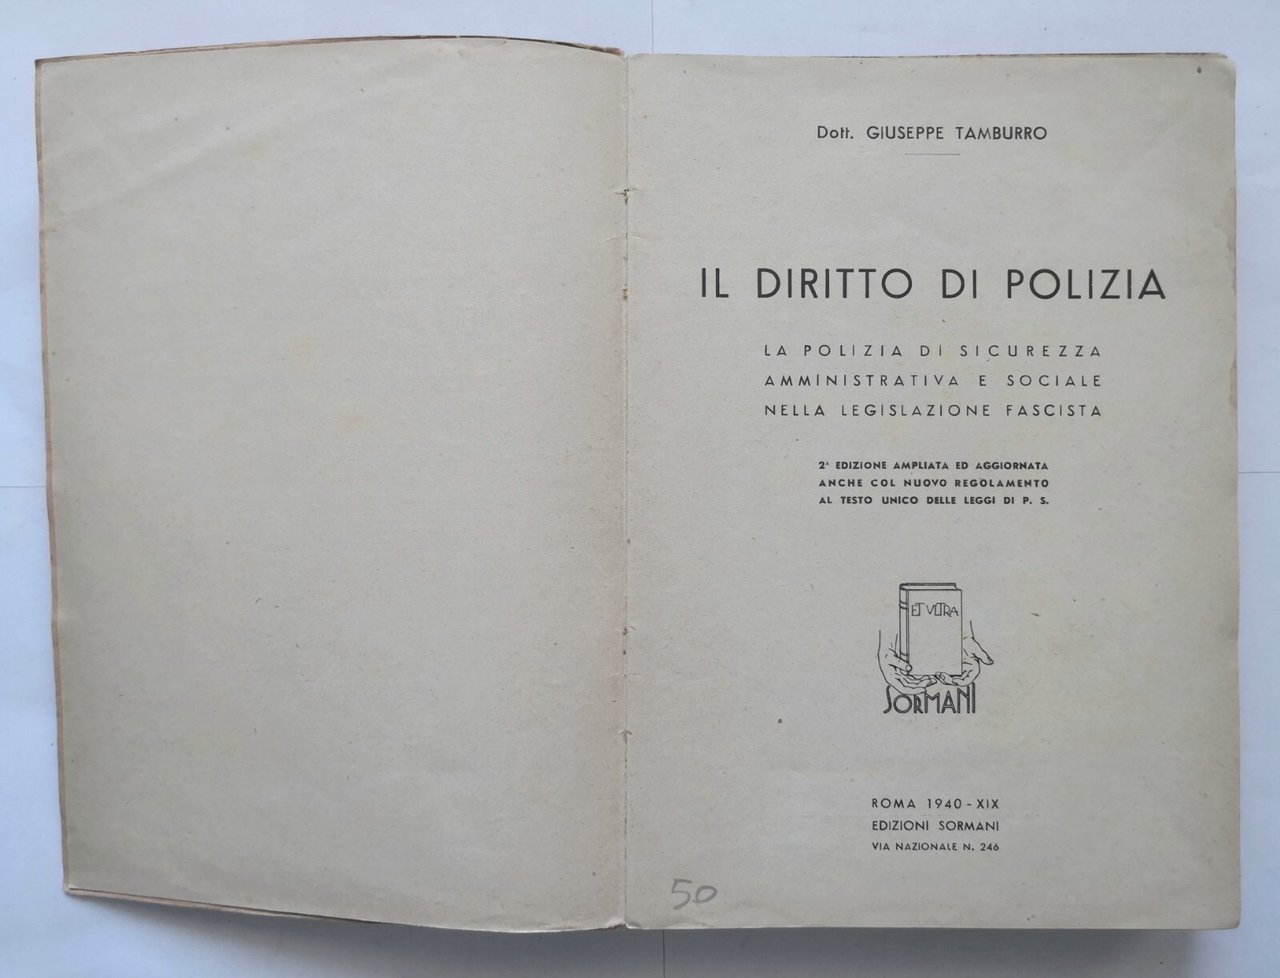 Dott. GIUSEPPE TAMBURRO
IL DIRITTO DI POLIZIA
LA POLIZIA DI SICUREZZA
AMMINISTRATIVA E SOCIALE
NELLA LEGISLAZIONE FASCISTA
2ª EDIZIONE AMPLIATA ED AGGIORNATA
ANCHE COL NUOVO REGOLAMENTO
AL TESTO UNICO DELLE LEGGI DI P. S.
ET VLTRA
SORMANI
ROMA 1940 - XIX
EDIZIONI SORMANI
VIA NAZIONALE N. 246
50